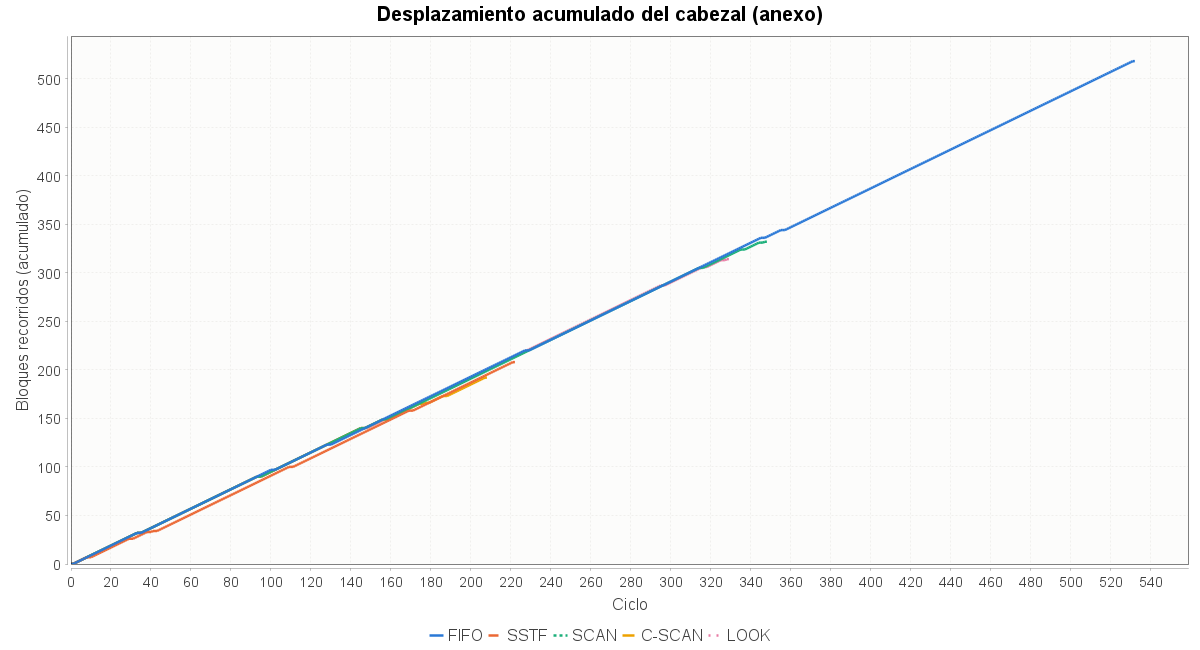 Desplazamiento acumulado del cabezal (anexo)
Bloques recorridos (acumulado)
500
450
400
350
300
250
200
150
100
50
0
0 20 40 60 80 100 120 140 160 180 200 220 240 260 280 300 320 340 360 380 400 420 440 460 480 500 520 540
Ciclo
FIFO SSTF SCAN C-SCAN LOOK